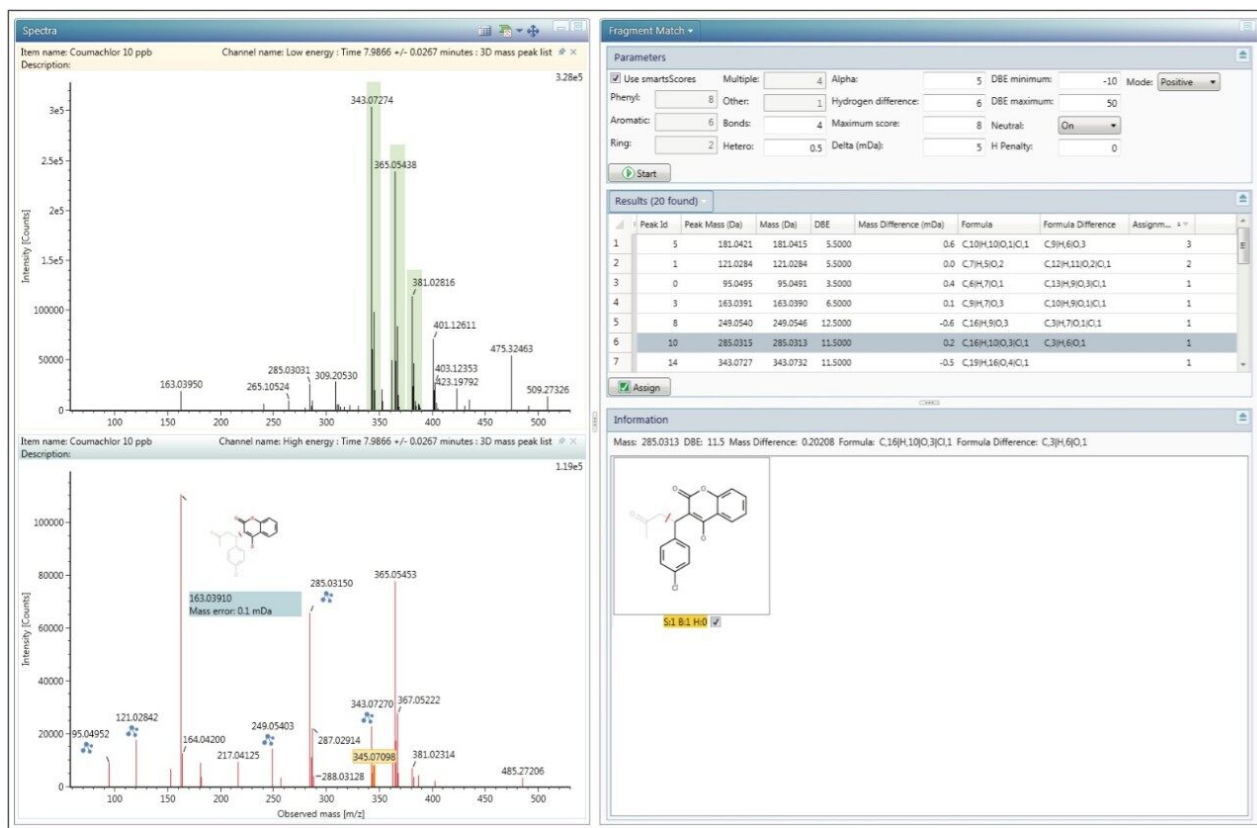 Spectra
Item name: Coumachlor 10 ppb Channel name: Low energy : Time 7.9866 +/- 0.0267 minutes : 3D mass peak list
Description:
3.28e5
343.07274
3e5
2.5e5
365.05438
2e5
1.5e5
381.02816
100000
401.12611
475.32463
50000
285.03031
309.20530
403.12353
163.03950
265.10524
423.19792
509.27326
0
Intensity [Counts]
100 150 200 250 300 350 400 450 500
Item name: Coumachlor 10 ppb Channel name: High energy : Time 7.9866 +/- 0.0267 minutes : 3D mass peak list
Description:
1.19e5
100000
O
O
O
O
Cl
80000
365.05453
163.03910
285.03150
Mass error: 0.1 mDa
60000
Intensity [Counts]
40000
343.07270
367.05222
121.02842
249.05403
95.04952
20000
164.04200
287.02914
217.04125
345.07098
381.02314
288.03128
485.27206
0
100 150 200 250 300 350 400 450 500
Observed mass [m/z]
Fragment Match
Parameters
Use smartsScores Multiple: 4 Alpha: 5 DBE minimum: -10 Mode: Positive
Phenyl: 8 Other: 1 Hydrogen difference: 6 DBE maximum: 50
Aromatic: 6 Bonds: 4 Maximum score: 8 Neutral: On
Ring: 2 Hetero: 0.5 Delta (mDa): 5 H Penalty: 0
Start
Results (20 found)
Peak Id Peak Mass (Da) Mass (Da) DBE Mass Difference (mDa) Formula Formula Difference Assignm...
1 5 181.0421 181.0415 5.5000 0.6 C,10|H,10|O,1|Cl,1 C,9|H,6|O,3 3
2 1 121.0284 121.0284 5.5000 0.0 C,7|H,5|O,2 C,12|H,11|O,2|Cl,1 2
3 0 95.0495 95.0491 3.5000 0.4 C,6|H,7|O,1 C,13|H,9|O,3|Cl,1 1
4 3 163.0391 163.0390 6.5000 0.1 C,9|H,7|O,3 C,10|H,9|O,1|Cl,1 1
5 8 249.0540 249.0546 12.5000 -0.6 C,16|H,9|O,3 C,3|H,7|O,1|Cl,1 1
6 10 285.0315 285.0313 11.5000 0.2 C,16|H,10|O,3|Cl,1 C,3|H,6|O,1 1
7 14 343.0727 343.0732 11.5000 -0.5 C,19|H,16|O,4|Cl,1 1
Assign
Information
Mass: 285.0313 DBE: 11.5 Mass Difference: 0.20208 Formula: C,16|H,10|O,3|Cl,1 Formula Difference: C,3|H,6|O,1
O
O
O
O
Cl
S:1 B:1 H:0